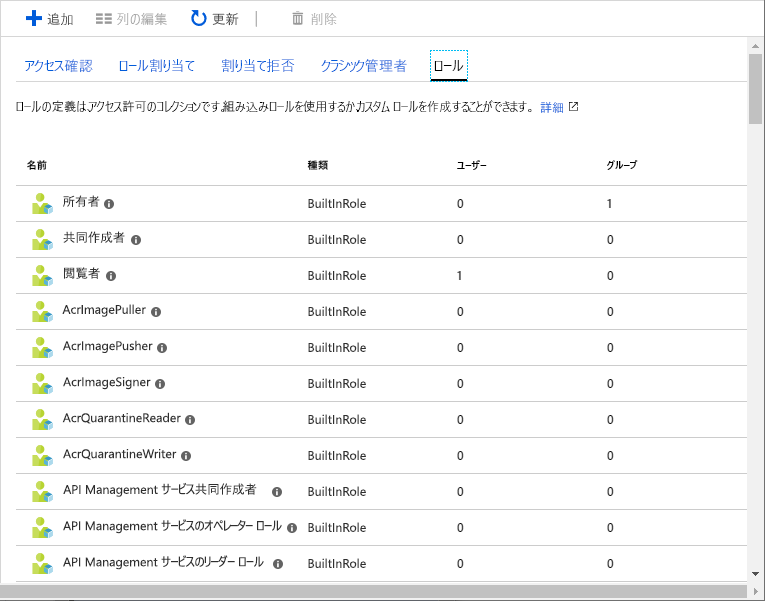 追加 列の編集 更新 | 削除
アクセス確認 ロール割り当て 割り当て拒否 クラシック管理者 ロール
ロールの定義はアクセス許可のコレクションです。組み込みロールを使用するかカスタム ロールを作成することができます。 詳細
名前 種類 ユーザー グループ
所有者 BuiltInRole 0 1
共同作成者 BuiltInRole 0 0
閲覧者 BuiltInRole 1 0
AcrImagePuller BuiltInRole 0 0
AcrImagePusher BuiltInRole 0 0
AcrImageSigner BuiltInRole 0 0
AcrQuarantineReader BuiltInRole 0 0
AcrQuarantineWriter BuiltInRole 0 0
API Management サービス共同作成者 BuiltInRole 0 0
API Management サービスのオペレーター ロール BuiltInRole 0 0
API Management サービスのリーダー ロール BuiltInRole 0 0